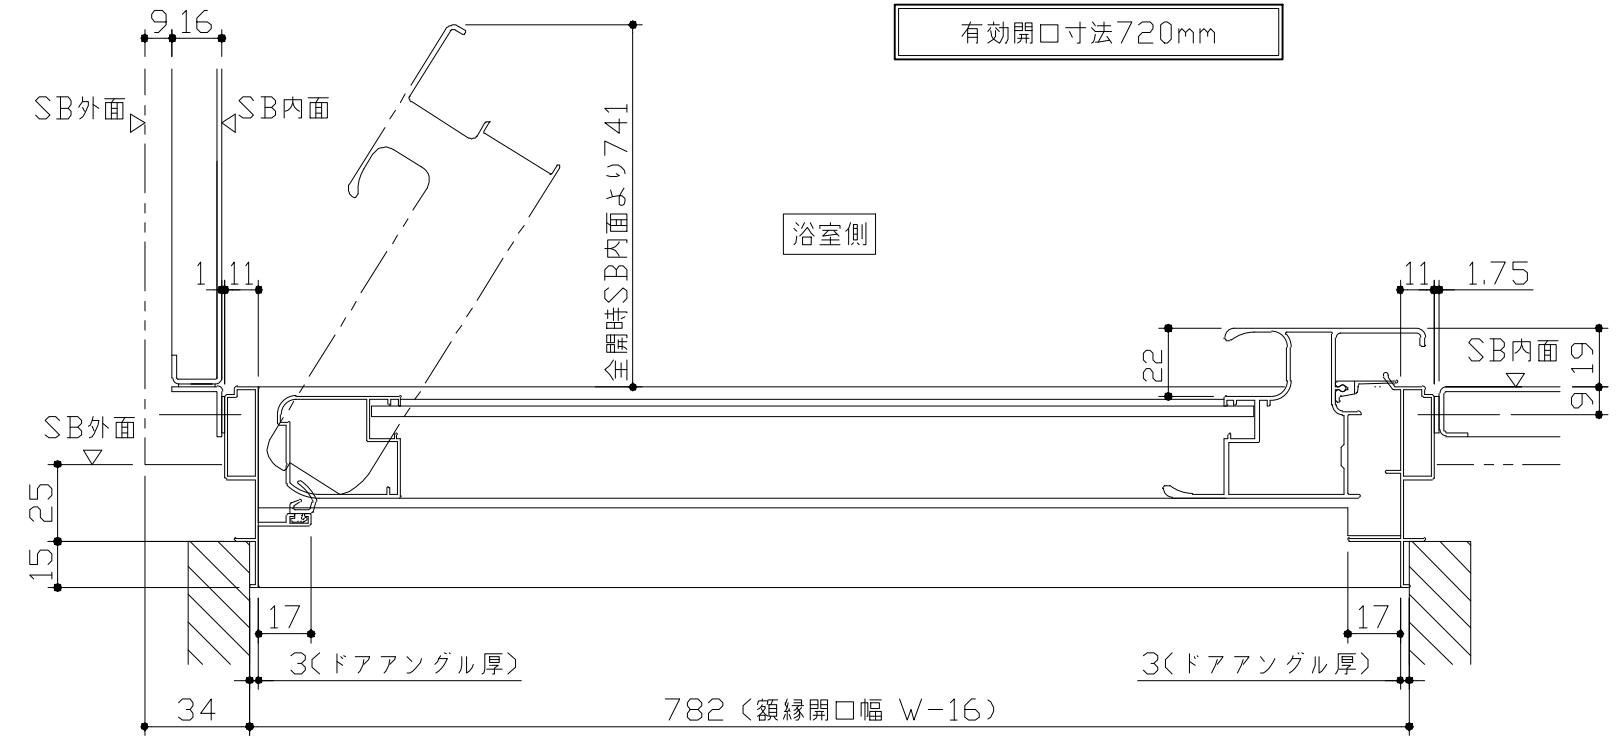 9 16
有効開口寸法720mm
SB外面
SB内面
全開時SB内面より741
浴室側
1 11
11 1.75
22
SB内面
19
9
SB外面
25
15
17
17
3(ドアアングル厚)
3(ドアアングル厚)
34
782 (額縁開口幅 W-16)